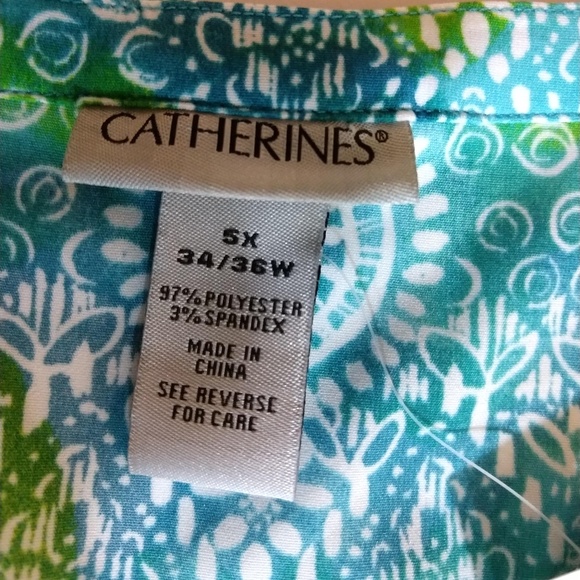 CATHERINES®
5X
34/36W
97% POLYESTER
3% SPANDEX
MADE IN
CHINA
SEE REVERSE
FOR CARE